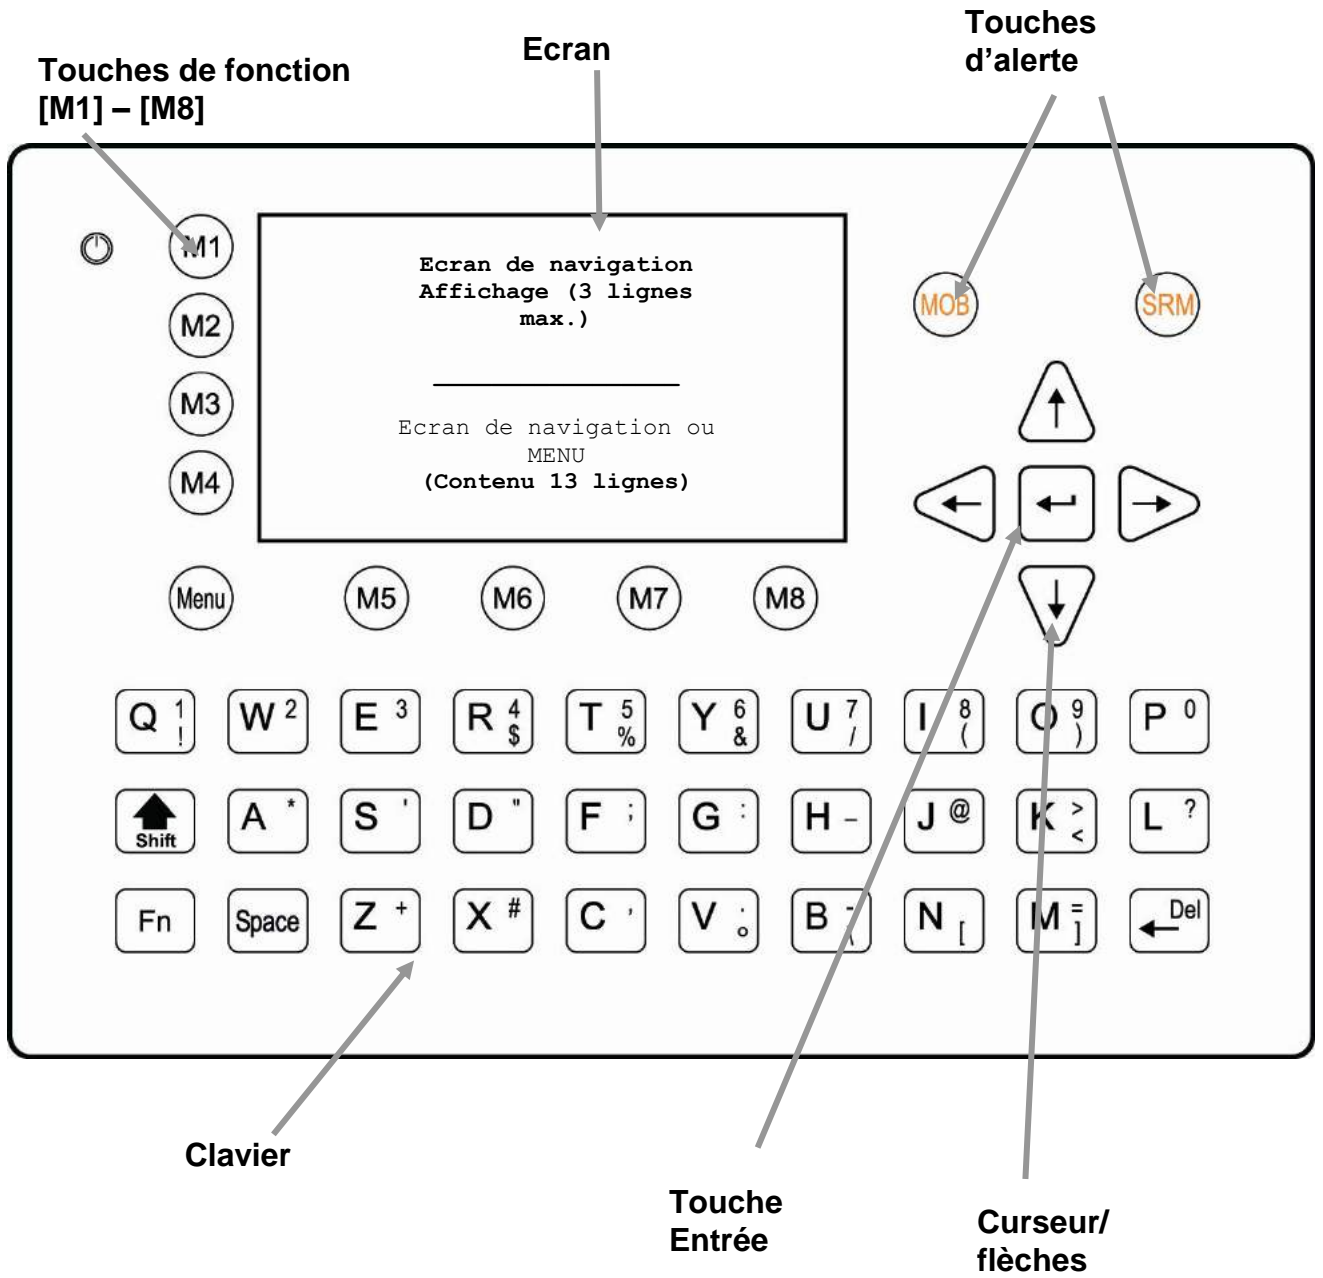 Touches de fonction
[M1] – [M8]
Ecran
Touches
d’alerte
M1
M2
M3
M4
Ecran de navigation
Affichage (3 lignes
max.)
Ecran de navigation ou
MENU
(Contenu 13 lignes)
MOB
SRM
Menu
M5
M6
M7
M8
Q 1 !
W 2
E 3
R 4 $
T 5 %
Y 6 &
U 7 /
I 8 (
O 9 )
P 0
Shift
A *
S '
D "
F ;
G :
H –
J @
K > <
L ?
Fn
Space
Z +
X #
C ,
V . o
B - \
N [
M = ]
Del
Clavier
Touche
Entrée
Curseur/
flèches